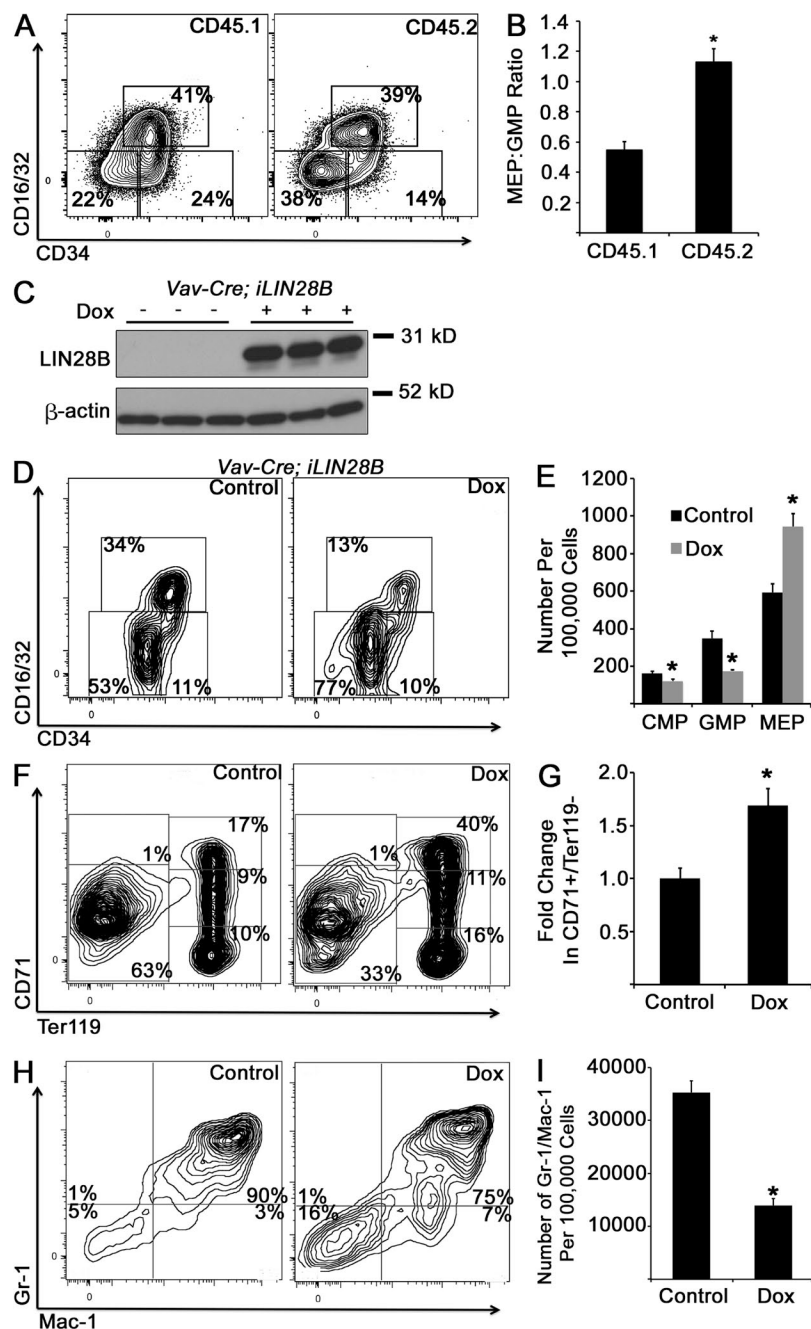 A
CD45.1
CD45.2
41%
39%
22%
24%
38%
14%
0
0
CD16/32
CD34
B
MEP:GMP Ratio
1.4
1.2
1.0
0.8
0.6
0.4
0.2
*
CD45.1
CD45.2
C
Vav-Cre; iLIN28B
Dox
- - - + + +
LIN28B
31 kD
β-actin
52 kD
D
Vav-Cre; iLIN28B
Control
Dox
34%
13%
53%
11%
77%
10%
0
0
0
CD16/32
CD34
E
Number Per
100,000 Cells
1200
1000
800
600
400
200
Control
Dox
*
*
*
CMP
GMP
MEP
F
Control
Dox
17%
40%
1%
1%
9%
11%
10%
16%
63%
33%
0
0
0
CD71
Ter119
G
Fold Change
In CD71+/Ter119-
2.0
1.5
1.0
0.5
*
Control
Dox
H
Control
Dox
1%
90%
5%
3%
1%
75%
16%
7%
0
0
0
Gr-1
Mac-1
I
Number of Gr-1/Mac-1
Per 100,000 Cells
40000
30000
20000
10000
*
Control
Dox